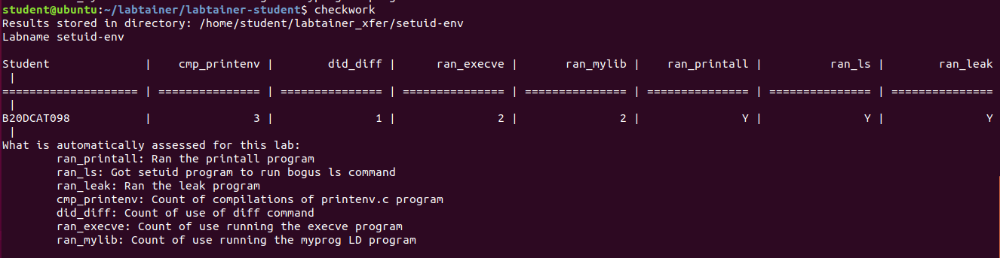 student@ubuntu:~/labtainer/labtainer-student$ checkwork
Results stored in directory: /home/student/labtainer_xfer/setuid-env
Labname setuid-env
Student | cmp_printenv | did_diff | ran_execve | ran_mylib | ran_printall | ran_ls | ran_leak
|
==================== | =============== | =============== | =============== | =============== | =============== | =============== | ===============
|
B20DCAT098 | 3 | 1 | 2 | 2 | Y | Y | Y
|
What is automatically assessed for this lab:
ran_printall: Ran the printall program
ran_ls: Got setuid program to run bogus ls command
ran_leak: Ran the leak program
cmp_printenv: Count of compilations of printenv.c program
did_diff: Count of use of diff command
ran_execve: Count of use running the execve program
ran_mylib: Count of use running the myprog LD program